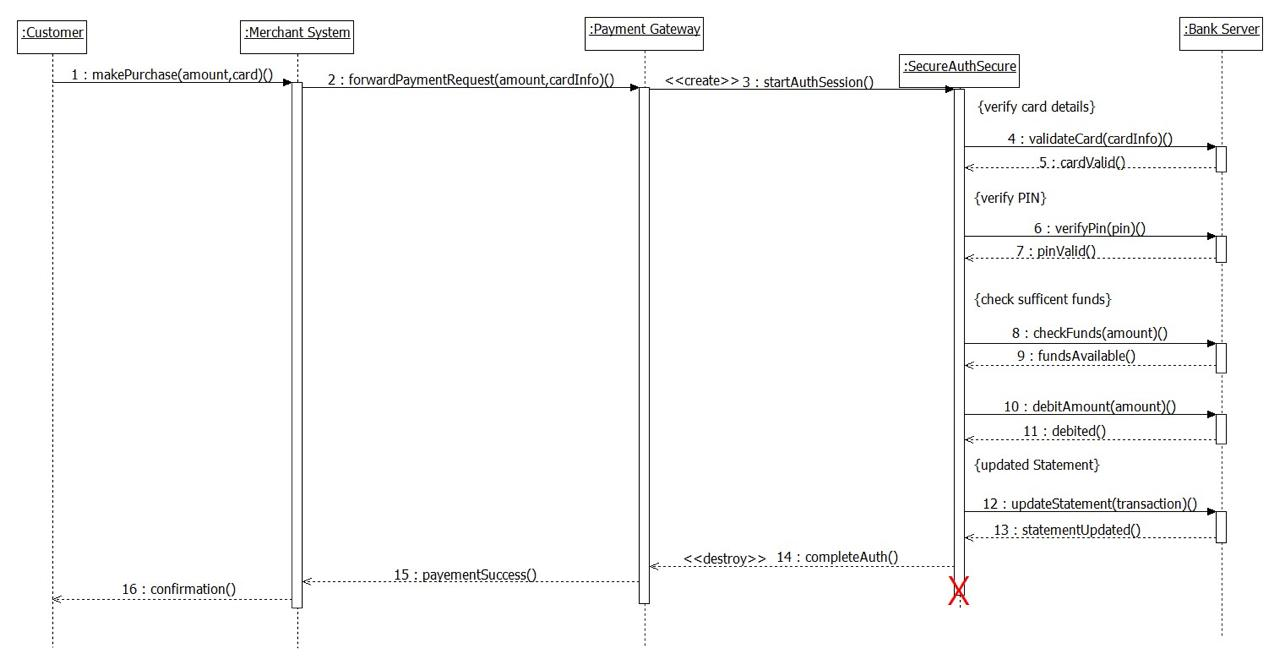 :Customer
:Merchant System
:Payment Gateway
:Bank Server
:SecureAuthSecure
1 : makePurchase(amount,card)()
2 : forwardPaymentRequest(amount,cardInfo)()
<<create>> 3 : startAuthSession()
{verify card details}
4 : validateCard(cardInfo)()
5 : cardValid()
{verify PIN}
6 : verifyPin(pin)()
7 : pinValid()
{check sufficent funds}
8 : checkFunds(amount)()
9 : fundsAvailable()
10 : debitAmount(amount)()
11 : debited()
{updated Statement}
12 : updateStatement(transaction)()
13 : statementUpdated()
<<destroy>> 14 : completeAuth()
15 : payementSuccess()
16 : confirmation()